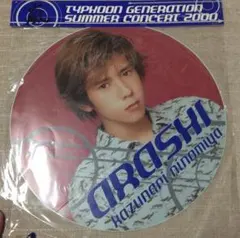 TYPHOON GENERATION
SUMMER CONCERT 2000
ARASHI
kazunari ninomiya